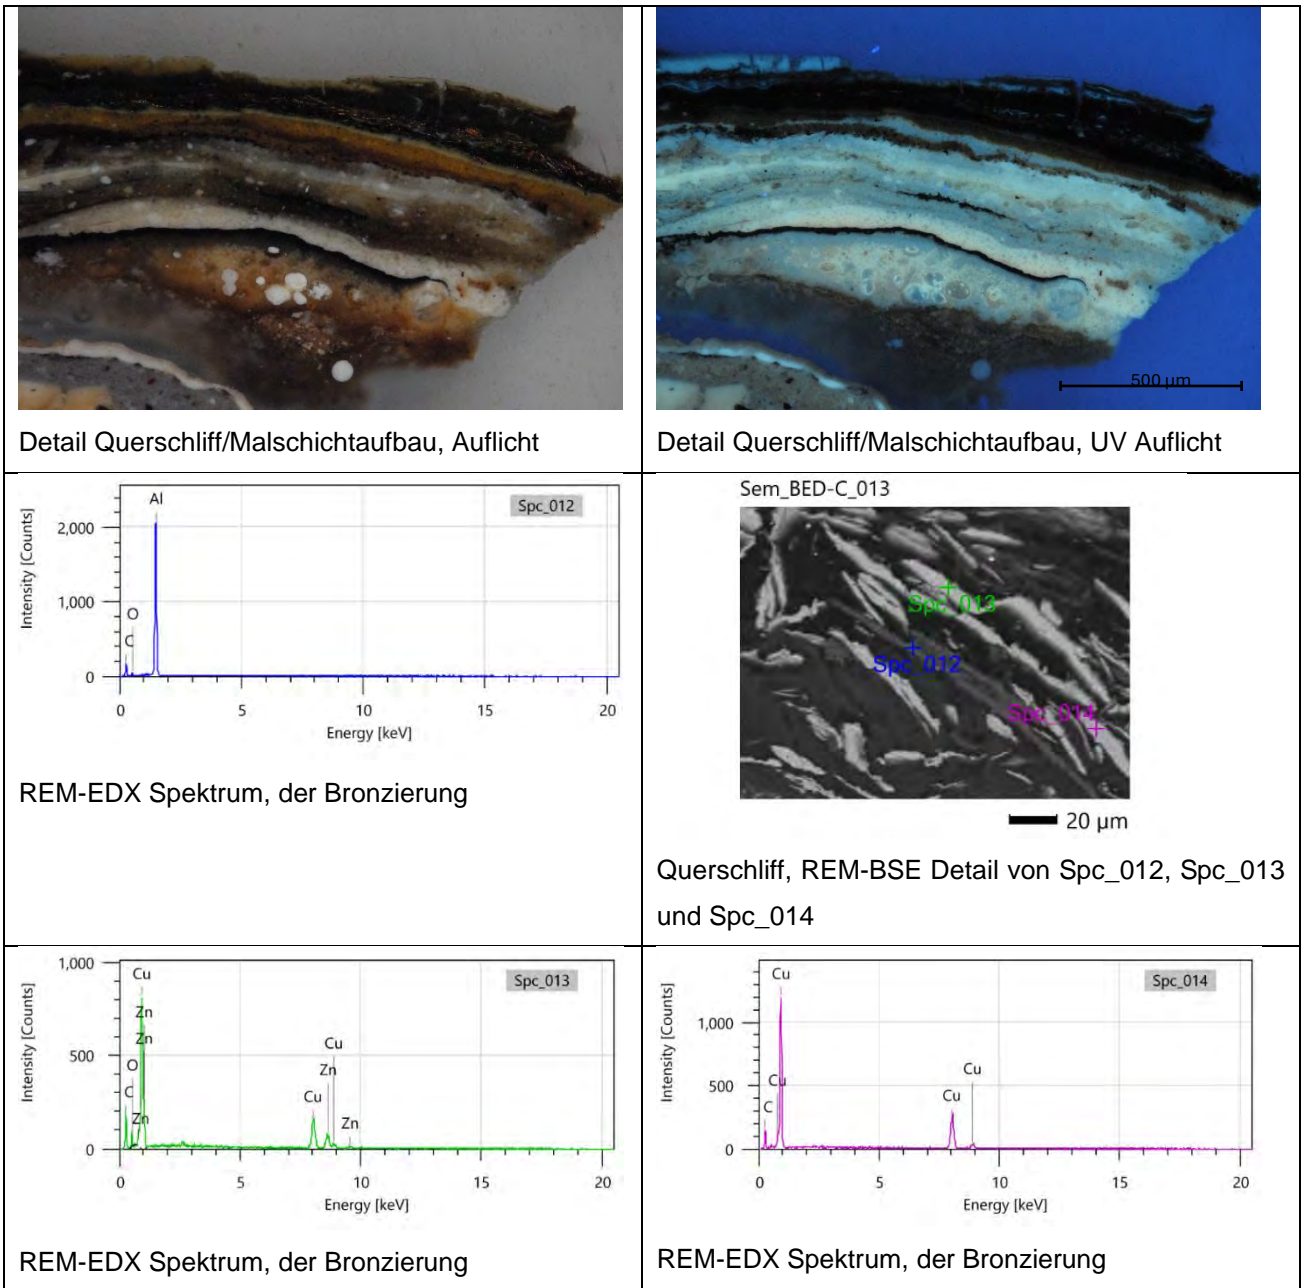 500 µm
Detail Querschliff/Malschichtaufbau, Auflicht
Detail Querschliff/Malschichtaufbau, UV Auflicht
Al
Spc_012
2,000
Intensity [Counts]
1,000
O
C
0
0 5 10 15 20
Energy [keV]
REM-EDX Spektrum, der Bronzierung
Sem_BED-C_013
Spc_013
Spc_012
Spc_014
20 µm
Querschliff, REM-BSE Detail von Spc_012, Spc_013
und Spc_014
1,000
Cu
Spc_013
Zn
Zn
Intensity [Counts]
500
Cu
O
Zn
C
Cu
Zn
Zn
0
0 5 10 15 20
Energy [keV]
REM-EDX Spektrum, der Bronzierung
Cu
Spc_014
1,000
Intensity [Counts]
500
Cu
Cu
Cu
C
0
0 5 10 15 20
Energy [keV]
REM-EDX Spektrum, der Bronzierung